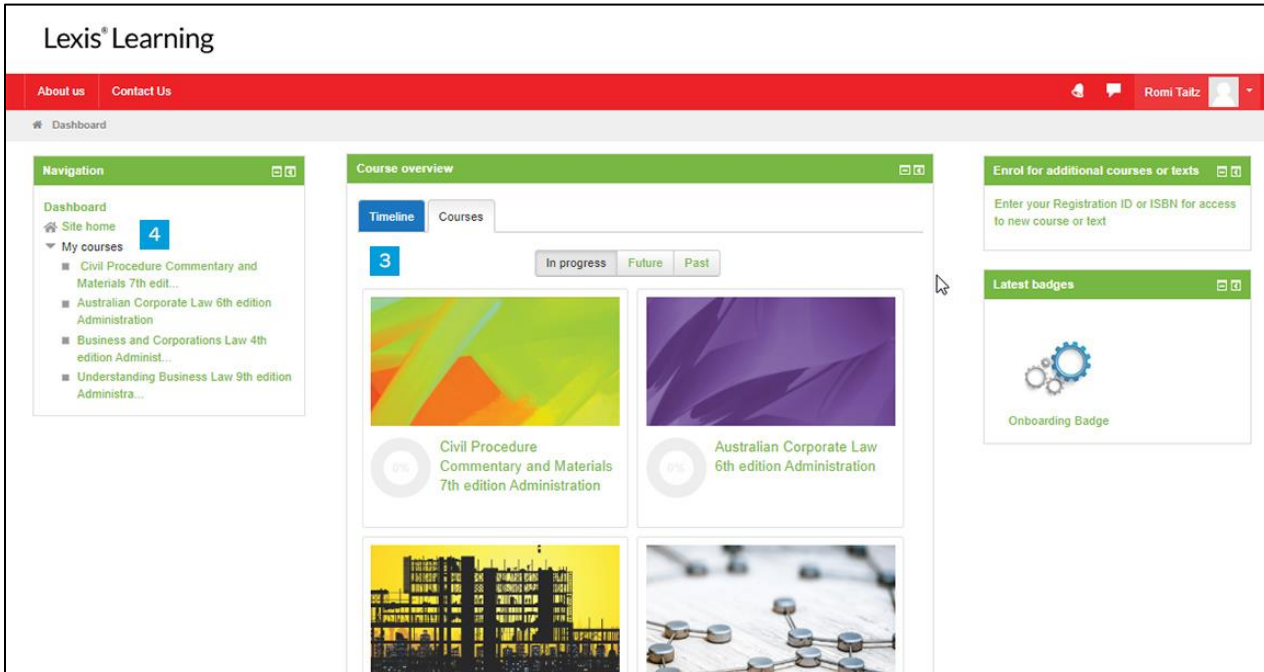 Lexis® Learning
About us
Contact Us
Romi Taitz
Dashboard
Navigation
Dashboard
Site home
4
My courses
Civil Procedure Commentary and
Materials 7th edit...
Australian Corporate Law 6th edition
Administration
Business and Corporations Law 4th
edition Administ...
Understanding Business Law 9th edition
Administra...
Course overview
Timeline
Courses
3
In progress
Future
Past
0%
Civil Procedure
Commentary and Materials
7th edition Administration
0%
Australian Corporate Law
6th edition Administration
Enrol for additional courses or texts
Enter your Registration ID or ISBN for access
to new course or text
Latest badges
Onboarding Badge